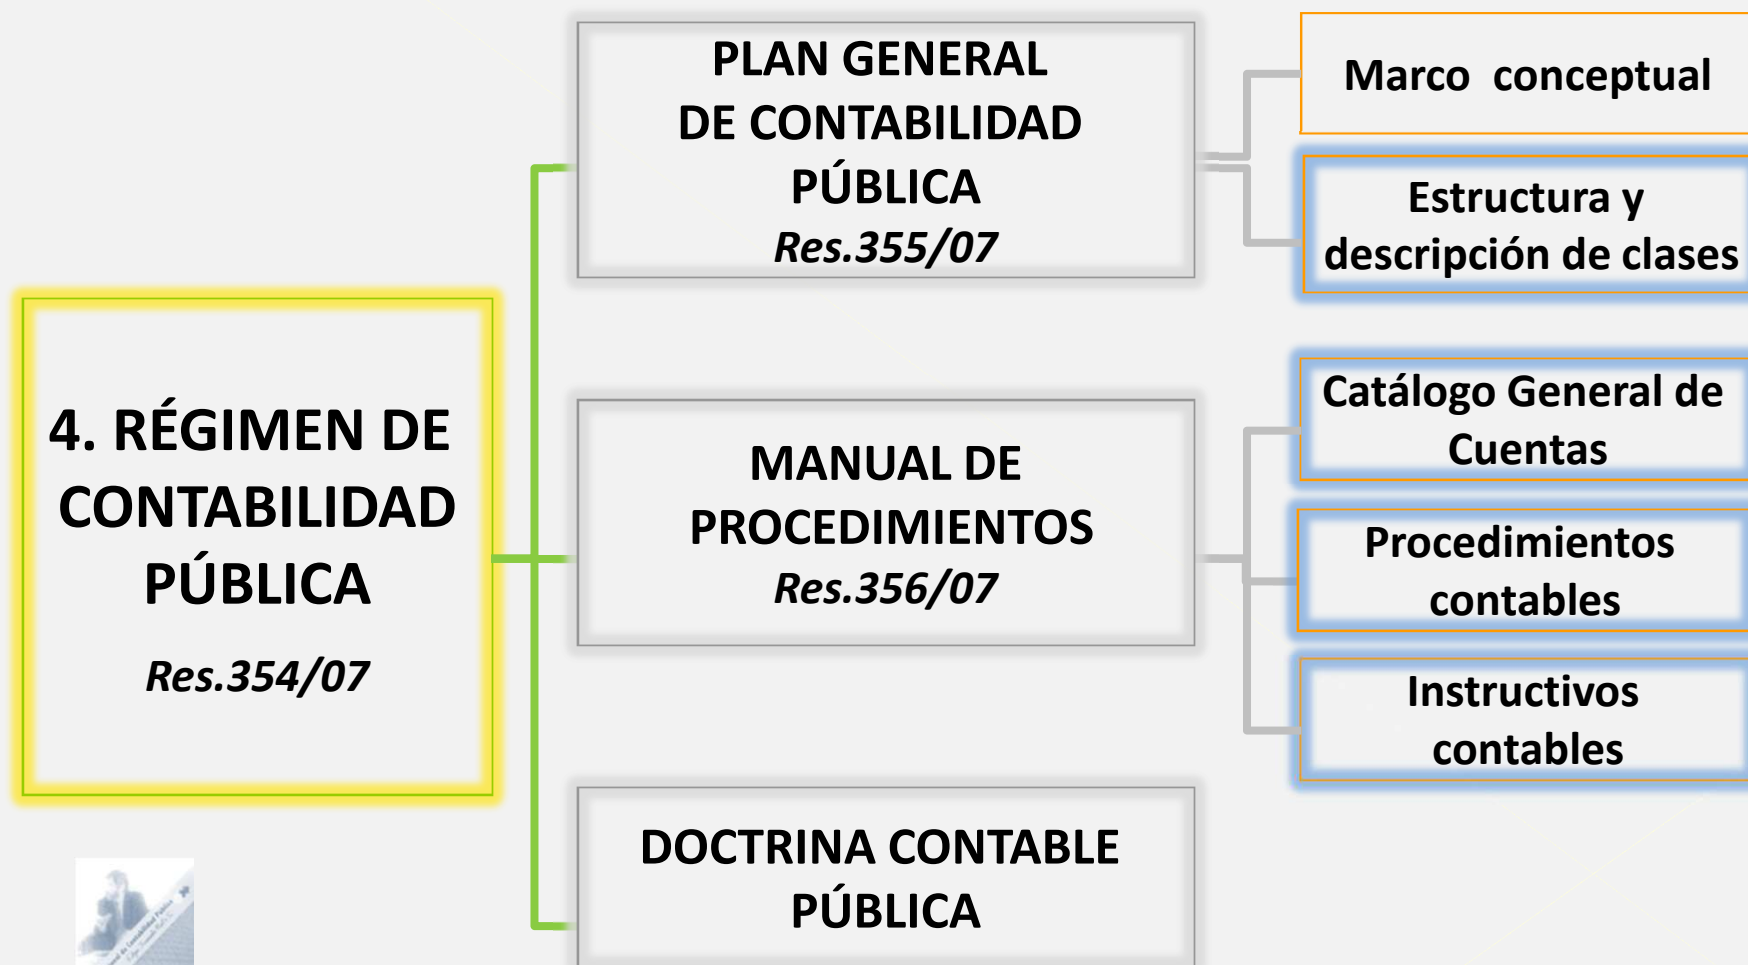 4. RÉGIMEN DE
CONTABILIDAD
PÚBLICA
Res.354/07
PLAN GENERAL
DE CONTABILIDAD
PÚBLICA
Res.355/07
Marco conceptual
Estructura y
descripción de clases
MANUAL DE
PROCEDIMIENTOS
Res.356/07
Catálogo General de
Cuentas
Procedimientos
contables
Instructivos
contables
DOCTRINA CONTABLE
PÚBLICA